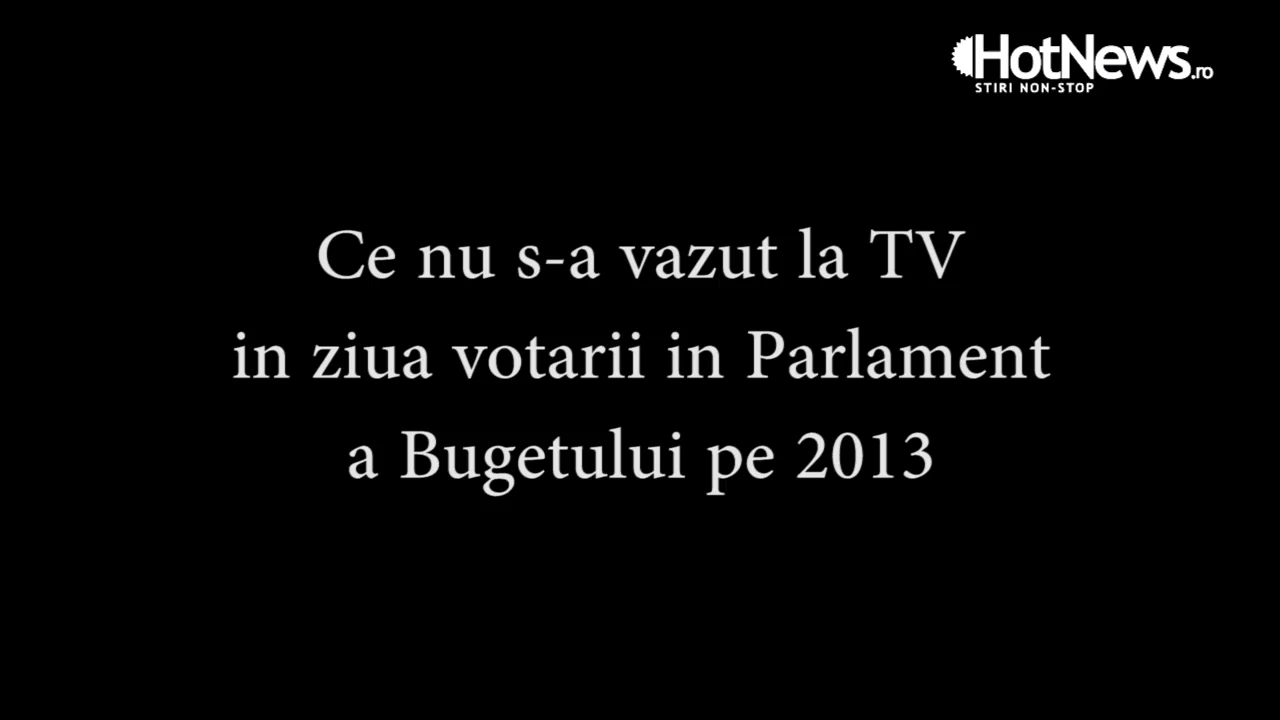 HotNews.ro
STIRI NON-STOP
Ce nu s-a vazut la TV
in ziua votarii in Parlament
a Bugetului pe 2013